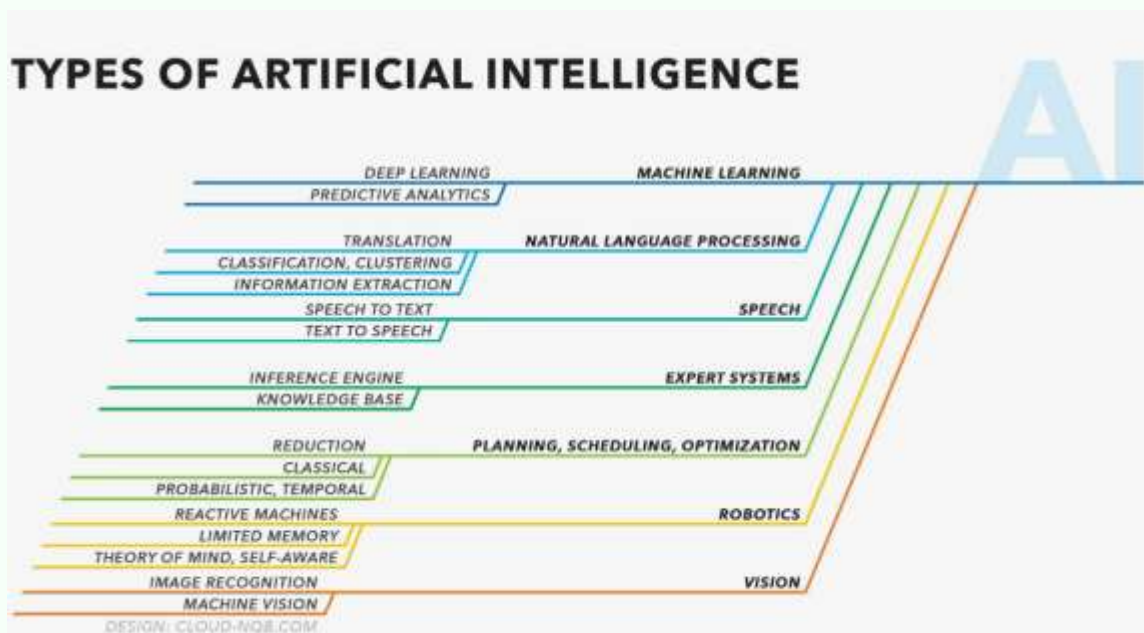 TYPES OF ARTIFICIAL INTELLIGENCE
AI
DEEP LEARNING MACHINE LEARNING
PREDICTIVE ANALYTICS
TRANSLATION NATURAL LANGUAGE PROCESSING
CLASSIFICATION, CLUSTERING
INFORMATION EXTRACTION
SPEECH TO TEXT SPEECH
TEXT TO SPEECH
INFERENCE ENGINE EXPERT SYSTEMS
KNOWLEDGE BASE
REDUCTION PLANNING, SCHEDULING, OPTIMIZATION
CLASSICAL
PROBABILISTIC, TEMPORAL
REACTIVE MACHINES ROBOTICS
LIMITED MEMORY
THEORY OF MIND, SELF-AWARE
IMAGE RECOGNITION VISION
MACHINE VISION
DESIGN: CLOUD-NQB.COM